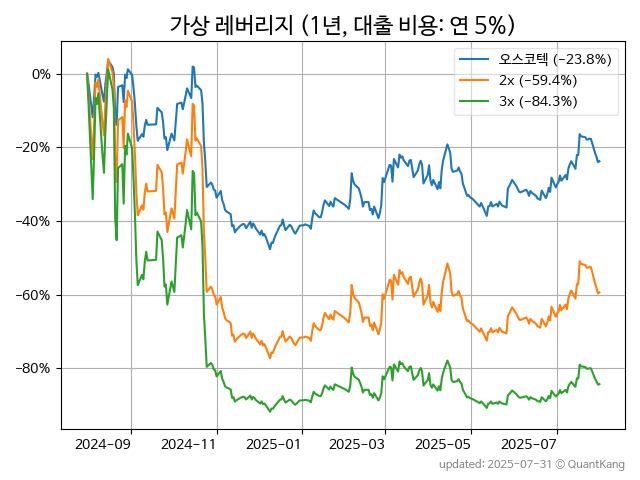 가상 레버리지 (1년, 대출 비용: 연 5%)
오스코텍 (−23.8%)
2x (−59.4%)
3x (−84.3%)
0%
−20%
−40%
−60%
−80%
2024-09 2024-11 2025-01 2025-03 2025-05 2025-07
updated: 2025-07-31 © QuantKang